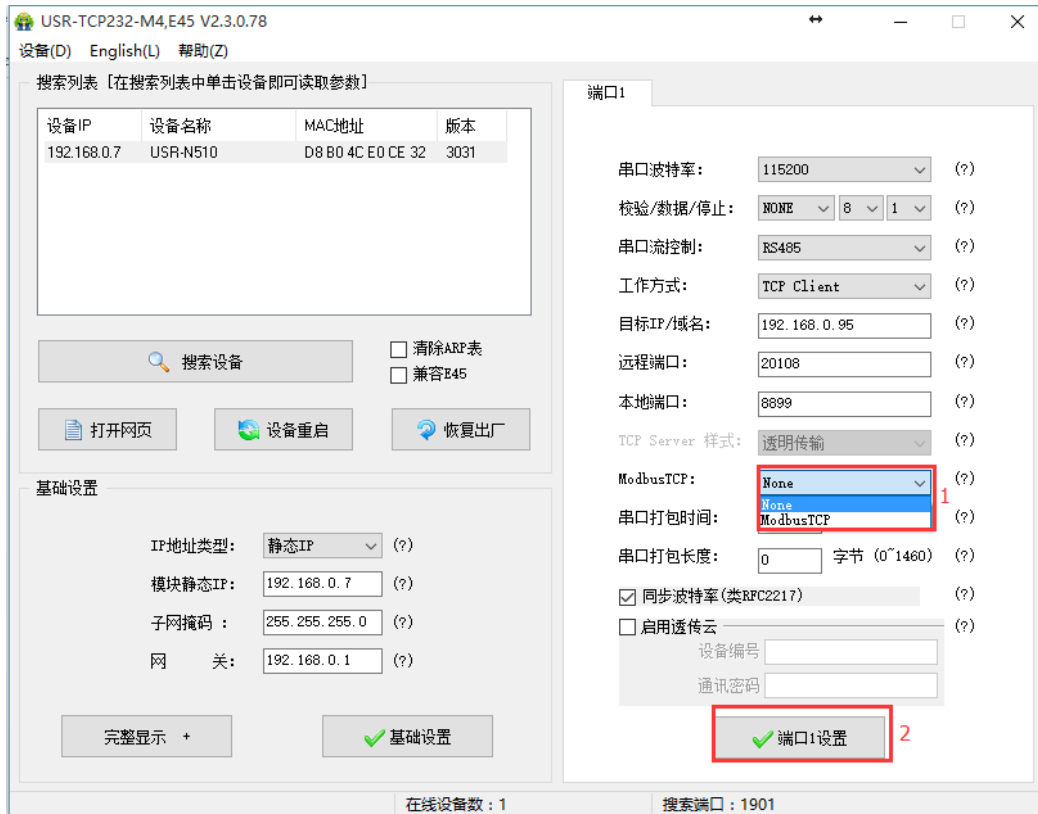 USR-TCP232-M4,E45 V2.3.0.78
设备(D) English(L) 帮助(Z)
搜索列表 [在搜索列表中单击设备即可读取参数]
设备IP 设备名称 MAC地址 版本
192.168.0.7 USR-N510 D8 B0 4C E0 CE 32 3031
搜索设备
清除ARP表
兼容E45
打开网页 设备重启 恢复出厂
基础设置
IP地址类型: 静态IP (?)
模块静态IP: 192.168.0.7 (?)
子网掩码 : 255.255.255.0 (?)
网 关: 192.168.0.1 (?)
完整显示 + 基础设置
端口1
串口波特率: 115200 (?)
校验/数据/停止: NONE 8 1 (?)
串口流控制: RS485 (?)
工作方式: TCP Client (?)
目标IP/域名: 192.168.0.95 (?)
远程端口: 20108 (?)
本地端口: 8899 (?)
TCP Server 样式: 透明传输 (?)
ModbusTCP: None (?)
1
None
ModbusTCP
串口打包时间: (?)
串口打包长度: 0 字节 (0~1460) (?)
同步波特率(类RFC2217) (?)
启用透传云 (?)
设备编号
通讯密码
端口1设置 2
在线设备数:1 搜索端口:1901